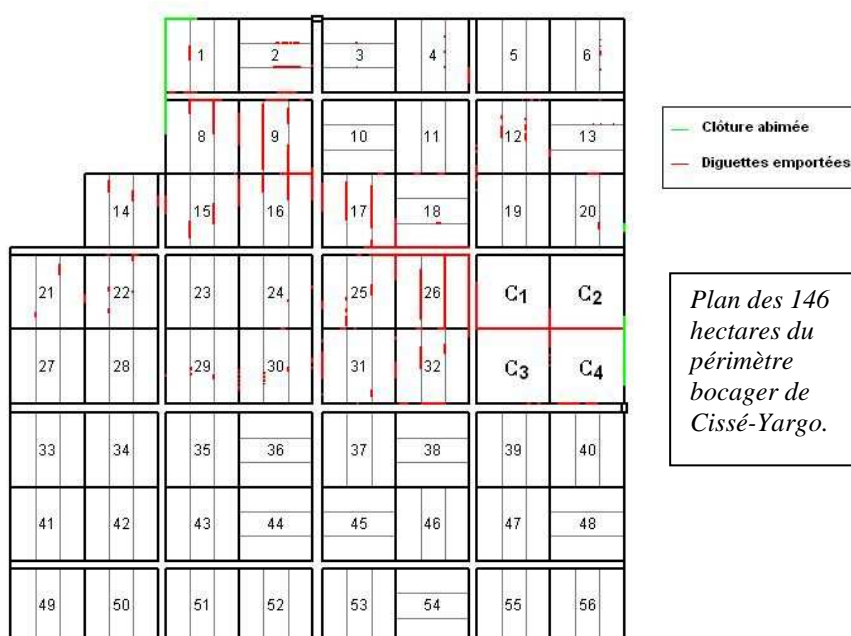 1 2 3 4 5 6
Clôture abimée
8 9 10 11 12 13
Diguettes emportées
14 15 16 17 18 19 20
21 22 23 24 25 26 C1 C2
Plan des 146
hectares du
périmètre
bocager de
Cissé-Yargo.
27 28 29 30 31 32 C3 C4
33 34 35 36 37 38 39 40
41 42 43 44 45 46 47 48
49 50 51 52 53 54 55 56